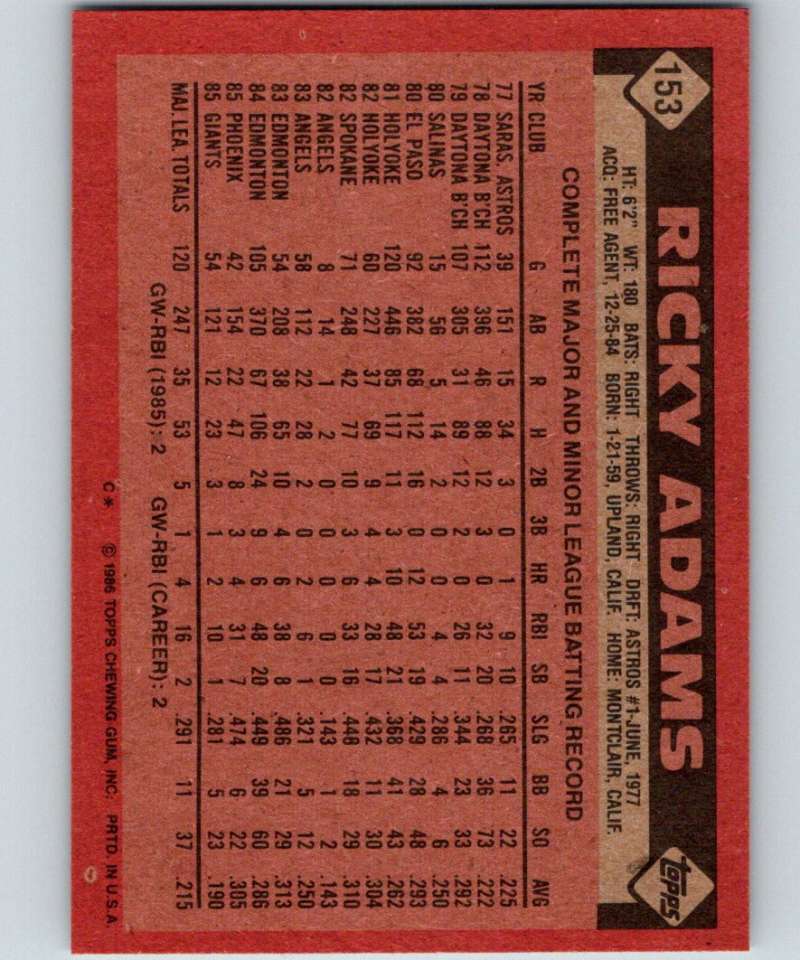 153
RICKY ADAMS
topps
HT: 6'2" WT: 180 BATS: RIGHT THROWS: RIGHT DRFT: ASTROS #1-JUNE, 1977
ACQ: FREE AGENT, 12-25-84 BORN: 1-21-59, UPLAND, CALIF. HOME: MONTCLAIR, CALIF.
COMPLETE MAJOR AND MINOR LEAGUE BATTING RECORD
YR CLUB G AB R H 2B 3B HR RBI SB SLG BB SO AVG
77 SARAS. ASTROS 39 151 15 34 3 0 1 9 10 .265 11 22 .225
78 DAYTONA B'CH 112 396 46 88 12 3 0 32 20 .268 36 73 .222
79 DAYTONA B'CH 107 305 31 89 12 2 0 26 11 .344 23 33 .292
80 SALINAS 15 56 5 14 2 0 0 4 4 .286 4 6 .250
80 EL PASO 92 382 68 112 16 0 12 53 19 .429 28 48 .293
81 HOLYOKE 120 446 85 117 11 3 10 48 21 .368 41 43 .262
82 HOLYOKE 60 227 37 69 9 4 4 28 17 .432 11 30 .304
82 SPOKANE 71 248 42 77 10 3 6 33 16 .448 18 29 .310
82 ANGELS 8 14 1 2 0 0 0 0 0 .143 1 2 .143
83 ANGELS 58 112 22 28 2 0 2 6 1 .321 5 12 .250
83 EDMONTON 54 208 38 65 10 4 6 38 8 .486 21 29 .313
84 EDMONTON 105 370 67 106 24 9 6 48 20 .449 39 60 .286
85 PHOENIX 42 154 22 47 8 3 4 31 7 .474 6 22 .305
85 GIANTS 54 121 12 23 3 1 2 10 1 .281 5 23 .190
MAJ. LEA. TOTALS 120 247 35 53 5 1 4 16 2 .291 11 37 .215
GW-RBI (1985): 2 GW-RBI (CAREER): 2
C* © 1986 TOPPS CHEWING GUM, INC. PRTD. IN U.S.A.